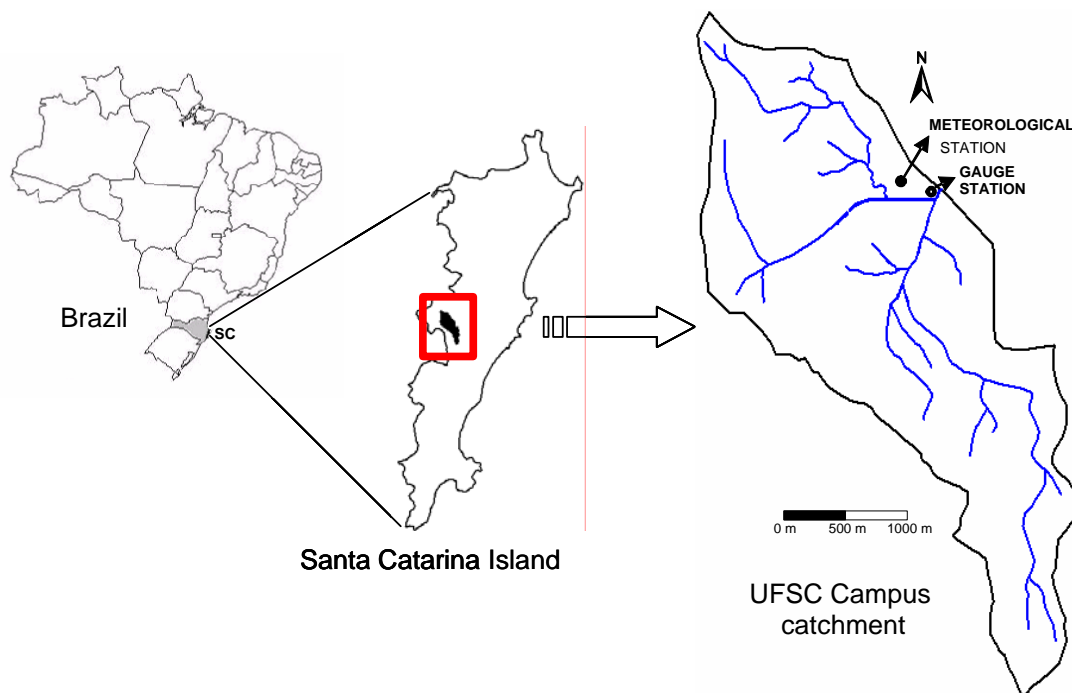 Brazil
SC
Santa Catarina Island
N
METEOROLOGICAL
STATION
GAUGE
STATION
0 m 500 m 1000 m
UFSC Campus
catchment